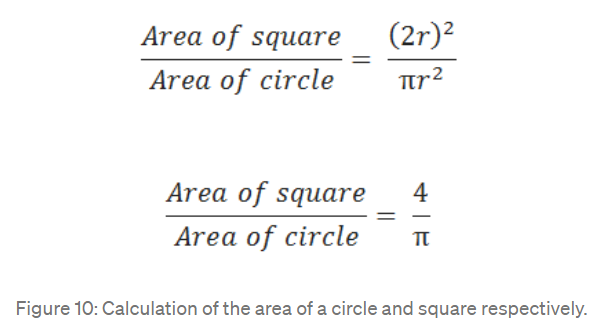 Area of square / Area of circle = (2r)² / πr²
Area of square / Area of circle = 4 / π
Figure 10: Calculation of the area of a circle and square respectively.